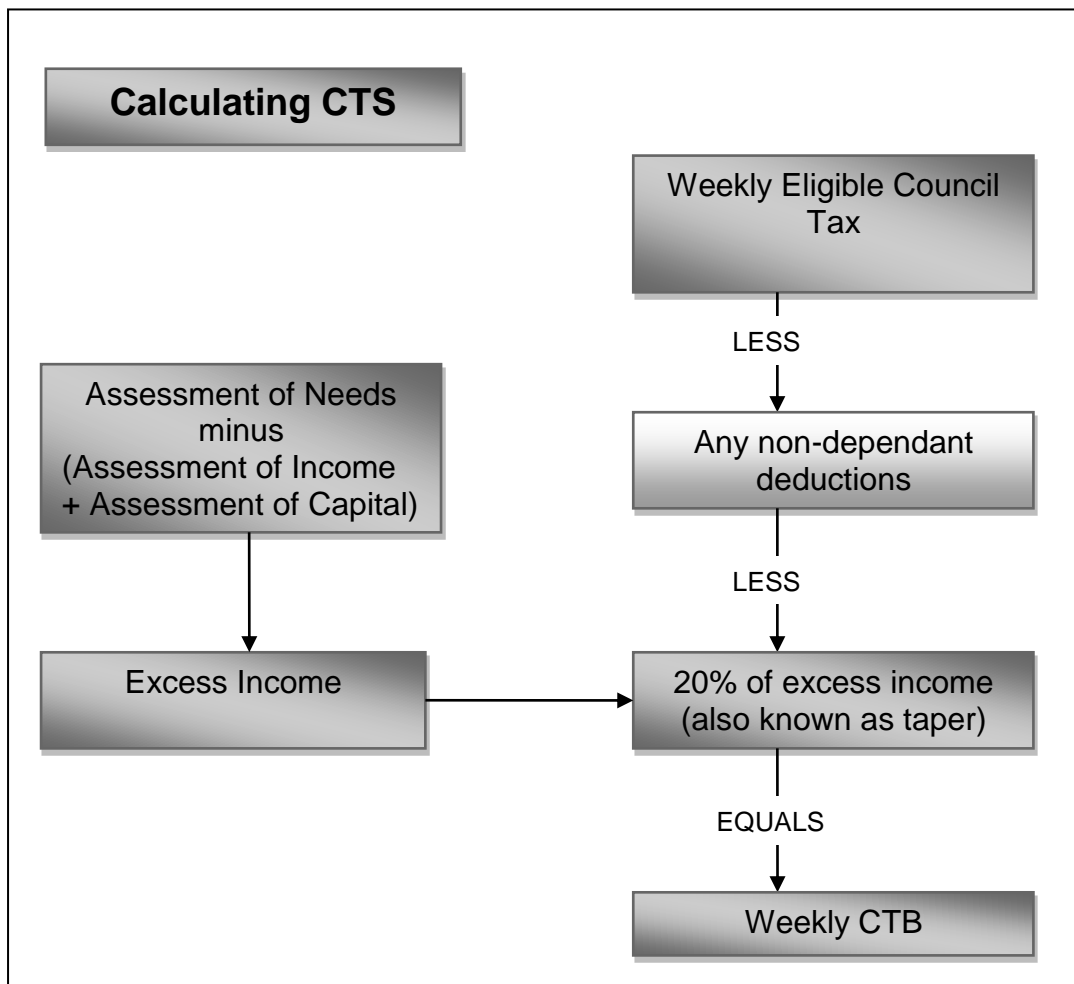 Calculating CTS
Weekly Eligible Council
Tax
LESS
Assessment of Needs
minus
(Assessment of Income
+ Assessment of Capital)
Any non-dependant
deductions
LESS
Excess Income
20% of excess income
(also known as taper)
EQUALS
Weekly CTB